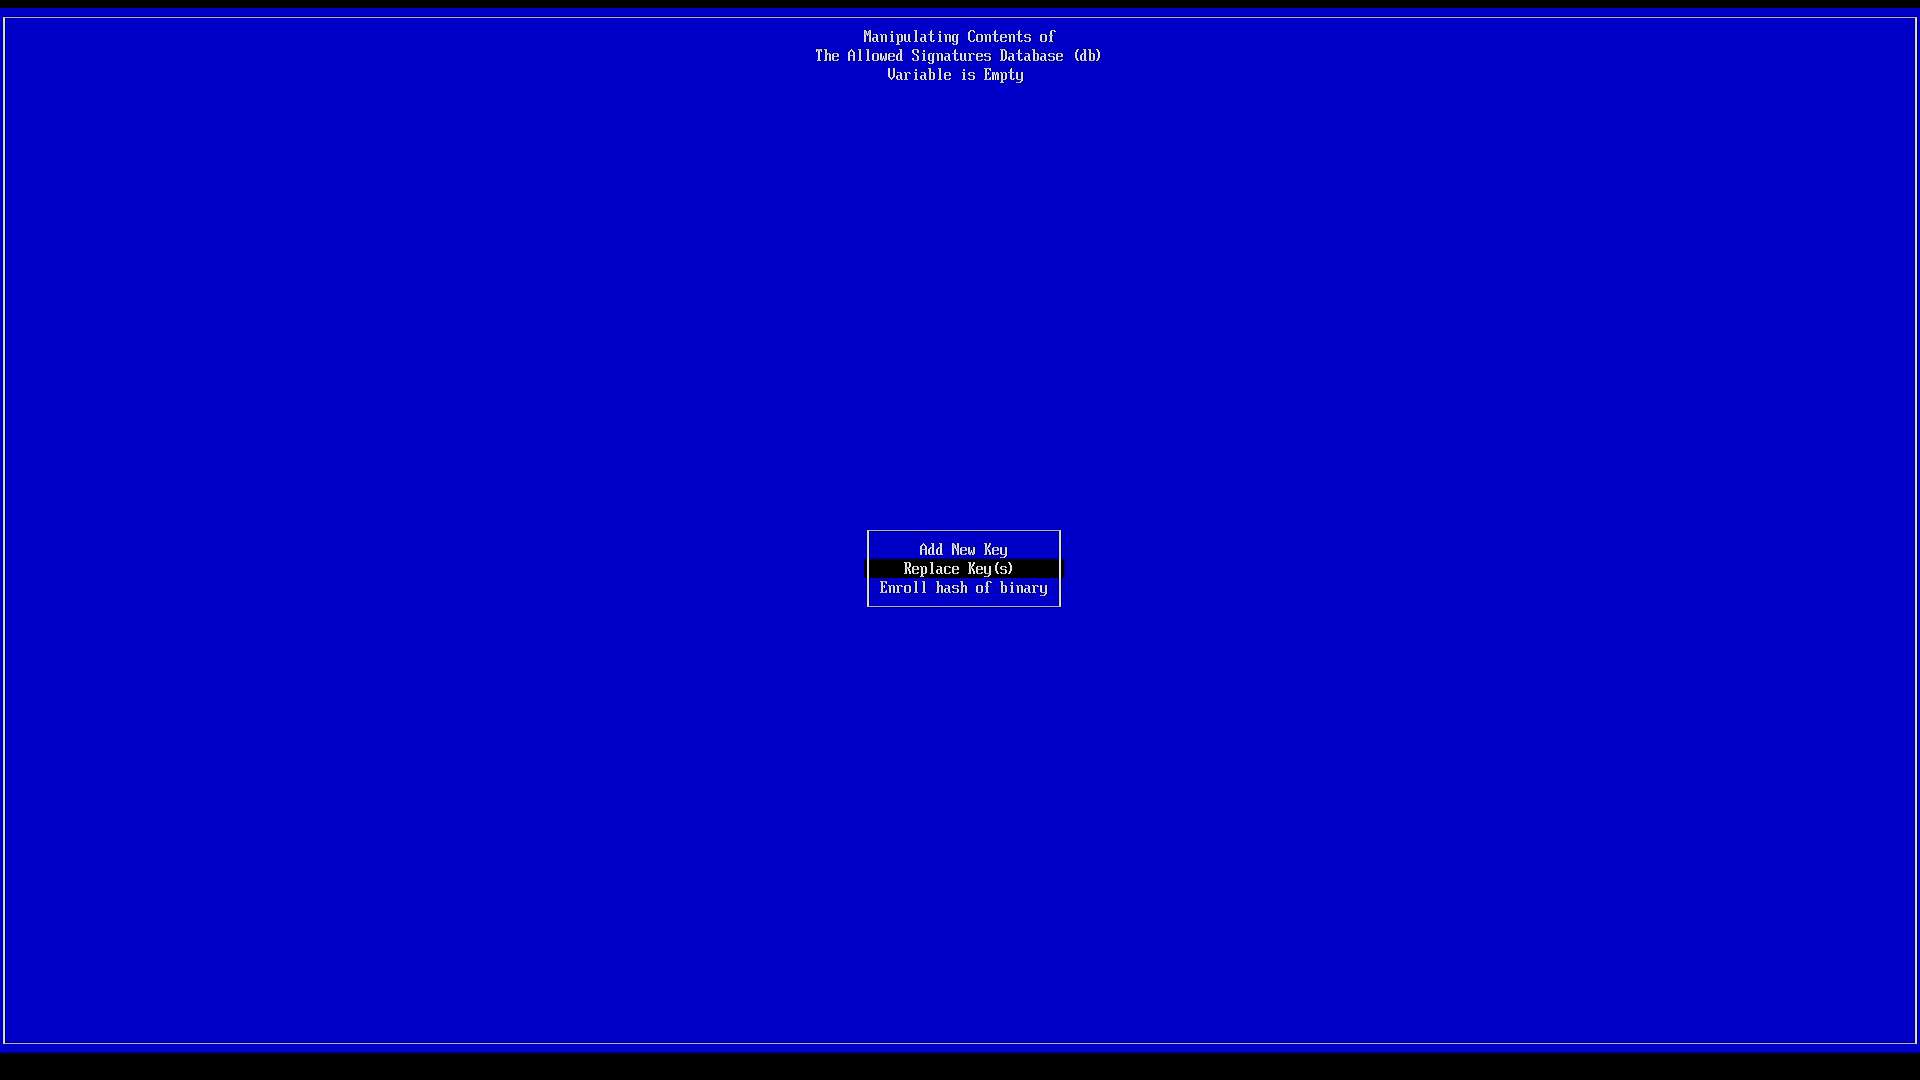 Manipulating Contents of
The Allowed Signatures Database (db)
Variable is Empty
Add New Key
Replace Key(s)
Enroll hash of binary